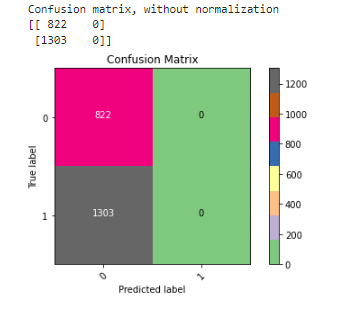 Confusion matrix, without normalization
[[ 822    0]
 [1303    0]]
Confusion Matrix
822 0
1303 0
0
1
True label
0 1
Predicted label
1200
1000
800
600
400
200
0